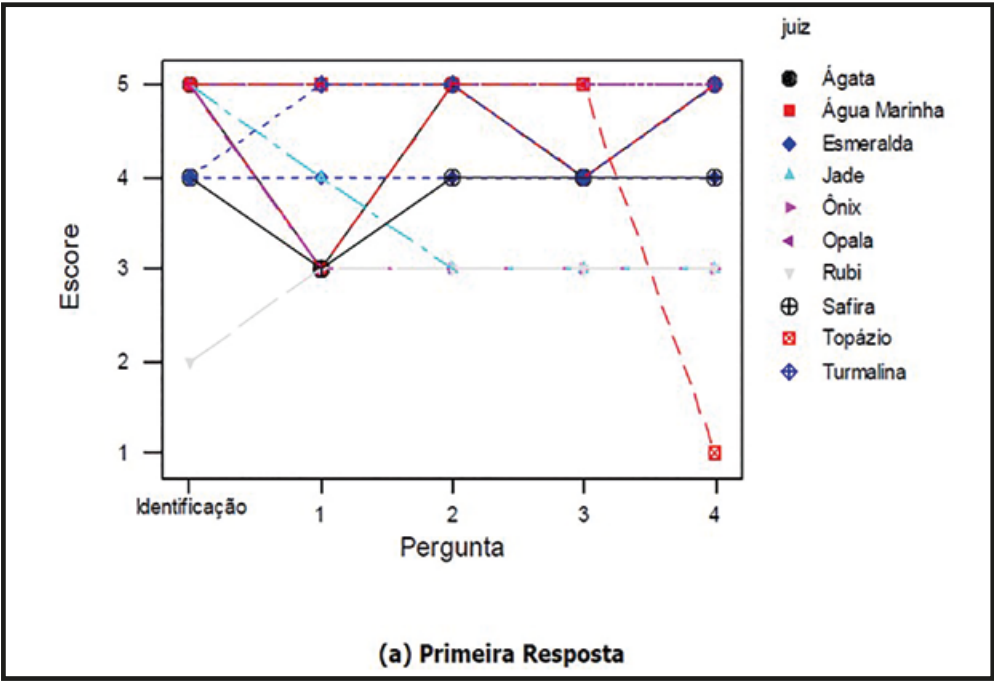 juiz
Ágata
Água Marinha
Esmeralda
Jade
Ônix
Opala
Rubi
Safira
Topázio
Turmalina
Escore
5
4
3
2
1
Identificação
1
2
3
4
Pergunta
(a) Primeira Resposta